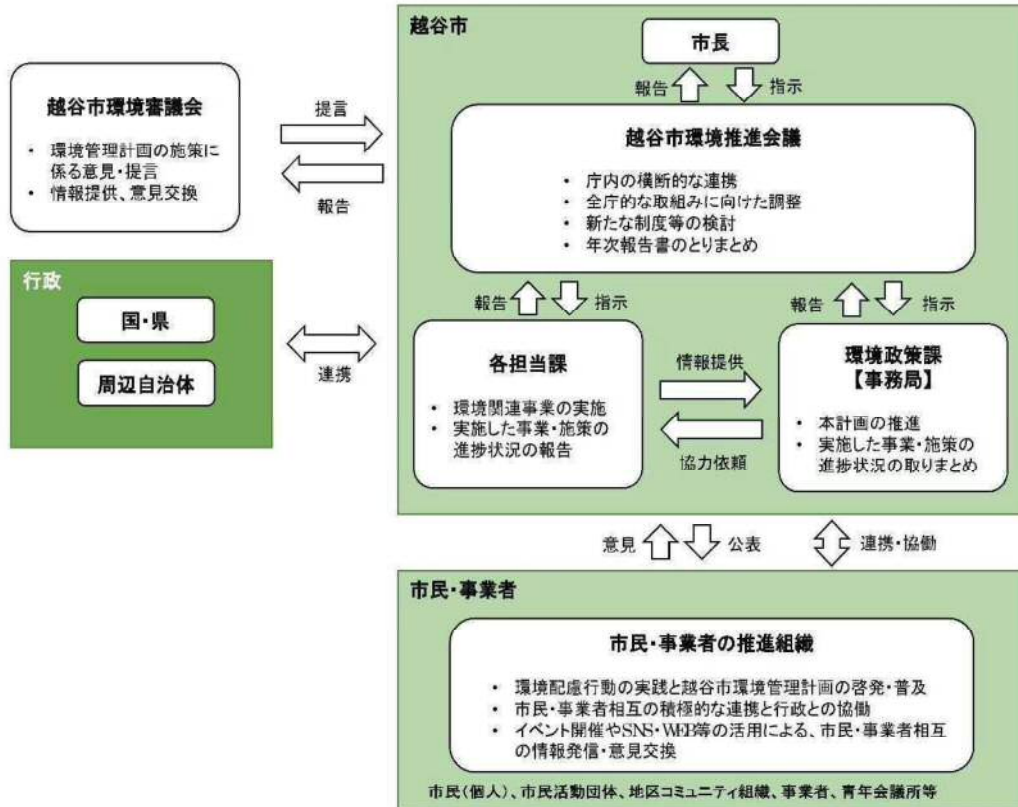 越谷市
市長
報告
指示
越谷市環境審議会
・ 環境管理計画の施策に
係る意見・提言
・ 情報提供、意見交換
提言
報告
越谷市環境推進会議
・ 庁内の横断的な連携
・ 全庁的な取組みに向けた調整
・ 新たな制度等の検討
・ 年次報告書のとりまとめ
行政
国・県
周辺自治体
連携
報告
指示
報告
指示
各担当課
・ 環境関連事業の実施
・ 実施した事業・施策の
進捗状況の報告
情報提供
協力依頼
環境政策課
【事務局】
・ 本計画の推進
・ 実施した事業・施策の
進捗状況の取りまとめ
意見
公表
連携・協働
市民・事業者
市民・事業者の推進組織
・ 環境配慮行動の実践と越谷市環境管理計画の啓発・普及
・ 市民・事業者相互の積極的な連携と行政との協働
・ イベント開催やSNS・WEB等の活用による、市民・事業者相互
の情報発信・意見交換
市民(個人)、市民活動団体、地区コミュニティ組織、事業者、青年会議所等